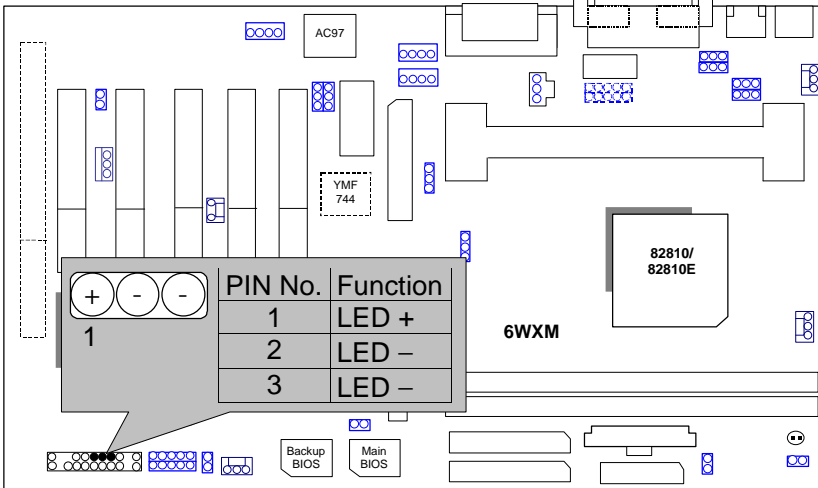 AC97
YMF
744
82810/
82810E
6WXM
+ - -
1
PIN No. Function
1 LED +
2 LED –
3 LED –
Backup
BIOS
Main
BIOS